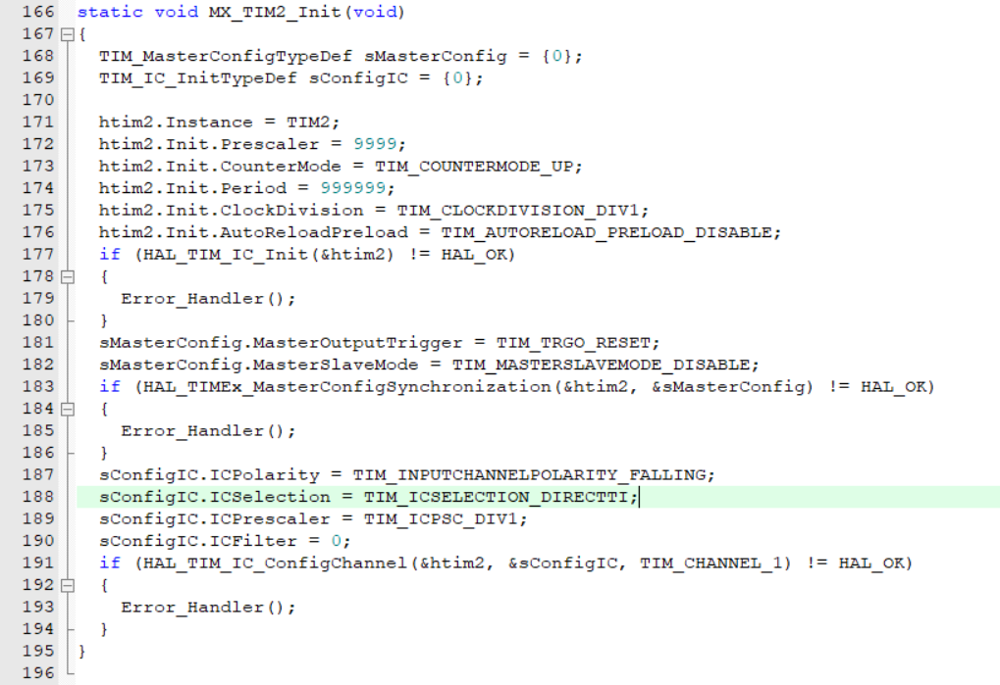 166 static void MX_TIM2_Init(void)
167 {
168   TIM_MasterConfigTypeDef sMasterConfig = {0};
169   TIM_IC_InitTypeDef sConfigIC = {0};
170
171   htim2.Instance = TIM2;
172   htim2.Init.Prescaler = 9999;
173   htim2.Init.CounterMode = TIM_COUNTERMODE_UP;
174   htim2.Init.Period = 999999;
175   htim2.Init.ClockDivision = TIM_CLOCKDIVISION_DIV1;
176   htim2.Init.AutoReloadPreload = TIM_AUTORELOAD_PRELOAD_DISABLE;
177   if (HAL_TIM_IC_Init(&htim2) != HAL_OK)
178   {
179     Error_Handler();
180   }
181   sMasterConfig.MasterOutputTrigger = TIM_TRGO_RESET;
182   sMasterConfig.MasterSlaveMode = TIM_MASTERSLAVEMODE_DISABLE;
183   if (HAL_TIMEx_MasterConfigSynchronization(&htim2, &sMasterConfig) != HAL_OK)
184   {
185     Error_Handler();
186   }
187   sConfigIC.ICPolarity = TIM_INPUTCHANNELPOLARITY_FALLING;
188   sConfigIC.ICSelection = TIM_ICSELECTION_DIRECTTI;
189   sConfigIC.ICPrescaler = TIM_ICPSC_DIV1;
190   sConfigIC.ICFilter = 0;
191   if (HAL_TIM_IC_ConfigChannel(&htim2, &sConfigIC, TIM_CHANNEL_1) != HAL_OK)
192   {
193     Error_Handler();
194   }
195 }
196